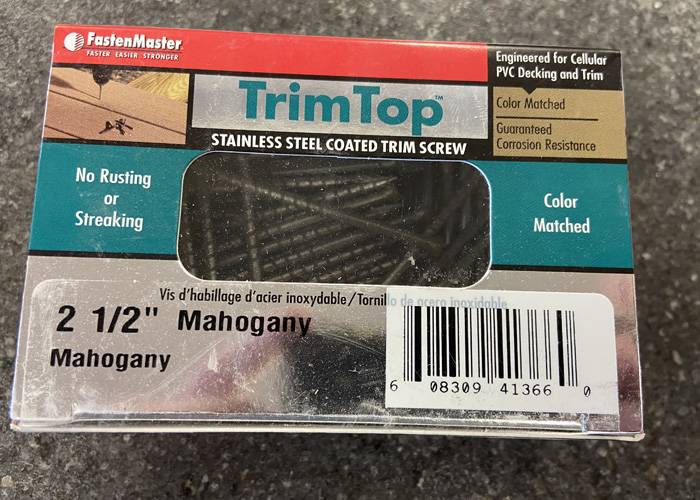 FastenMaster
FASTER EASIER STRONGER
Engineered for Cellular
PVC Decking and Trim
TrimTop™
Color Matched
Guaranteed
Corrosion Resistance
STAINLESS STEEL COATED TRIM SCREW
No Rusting
or
Streaking
Color
Matched
Vis d'habillage d'acier inoxydable/Tornillo de acero inoxidable
2 1/2" Mahogany
Mahogany
6 08309 41366 0